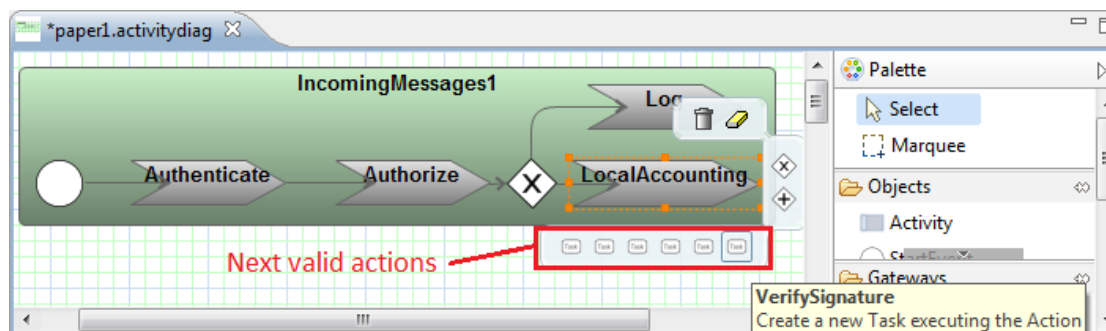 *paper1.activitydiag
IncomingMessages1
Log
Authenticate
Authorize
X
LocalAccounting
Next valid actions
Task Task Task Task Task Task
Palette
Select
Marquee
Objects
Activity
StartEvent
Gateways
VerifySignature
Create a new Task executing the Action